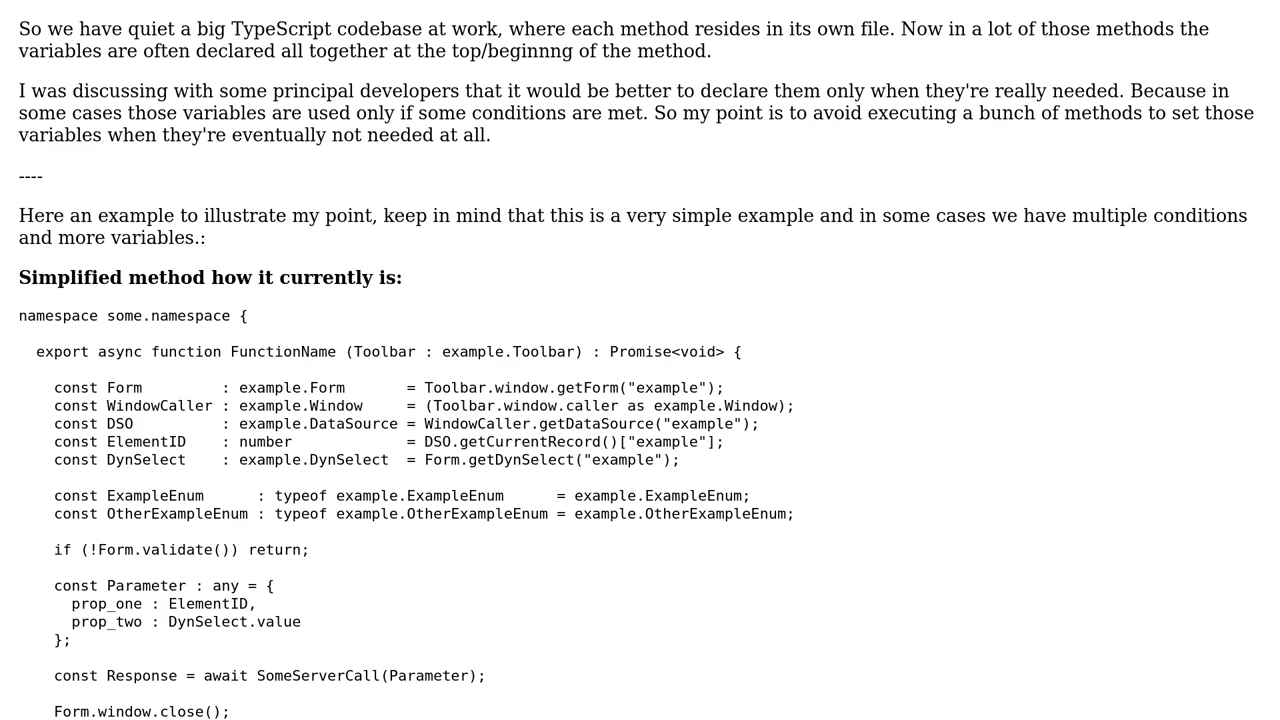 So we have quiet a big TypeScript codebase at work, where each method resides in its own file. Now in a lot of those methods the
variables are often declared all together at the top/beginnng of the method.
I was discussing with some principal developers that it would be better to declare them only when they're really needed. Because in
some cases those variables are used only if some conditions are met. So my point is to avoid executing a bunch of methods to set those
variables when they're eventually not needed at all.
----
Here an example to illustrate my point, keep in mind that this is a very simple example and in some cases we have multiple conditions
and more variables.:
Simplified method how it currently is:
namespace some.namespace {
  export async function FunctionName (Toolbar : example.Toolbar) : Promise<void> {
    const Form         : example.Form       = Toolbar.window.getForm("example");
    const WindowCaller : example.Window     = (Toolbar.window.caller as example.Window);
    const DSO          : example.DataSource = WindowCaller.getDataSource("example");
    const ElementID    : number             = DSO.getCurrentRecord()["example"];
    const DynSelect    : example.DynSelect  = Form.getDynSelect("example");
    const ExampleEnum      : typeof example.ExampleEnum      = example.ExampleEnum;
    const OtherExampleEnum : typeof example.OtherExampleEnum = example.OtherExampleEnum;
    if (!Form.validate()) return;
    const Parameter : any = {
      prop_one : ElementID,
      prop_two : DynSelect.value
    };
    const Response = await SomeServerCall(Parameter);
    Form.window.close();